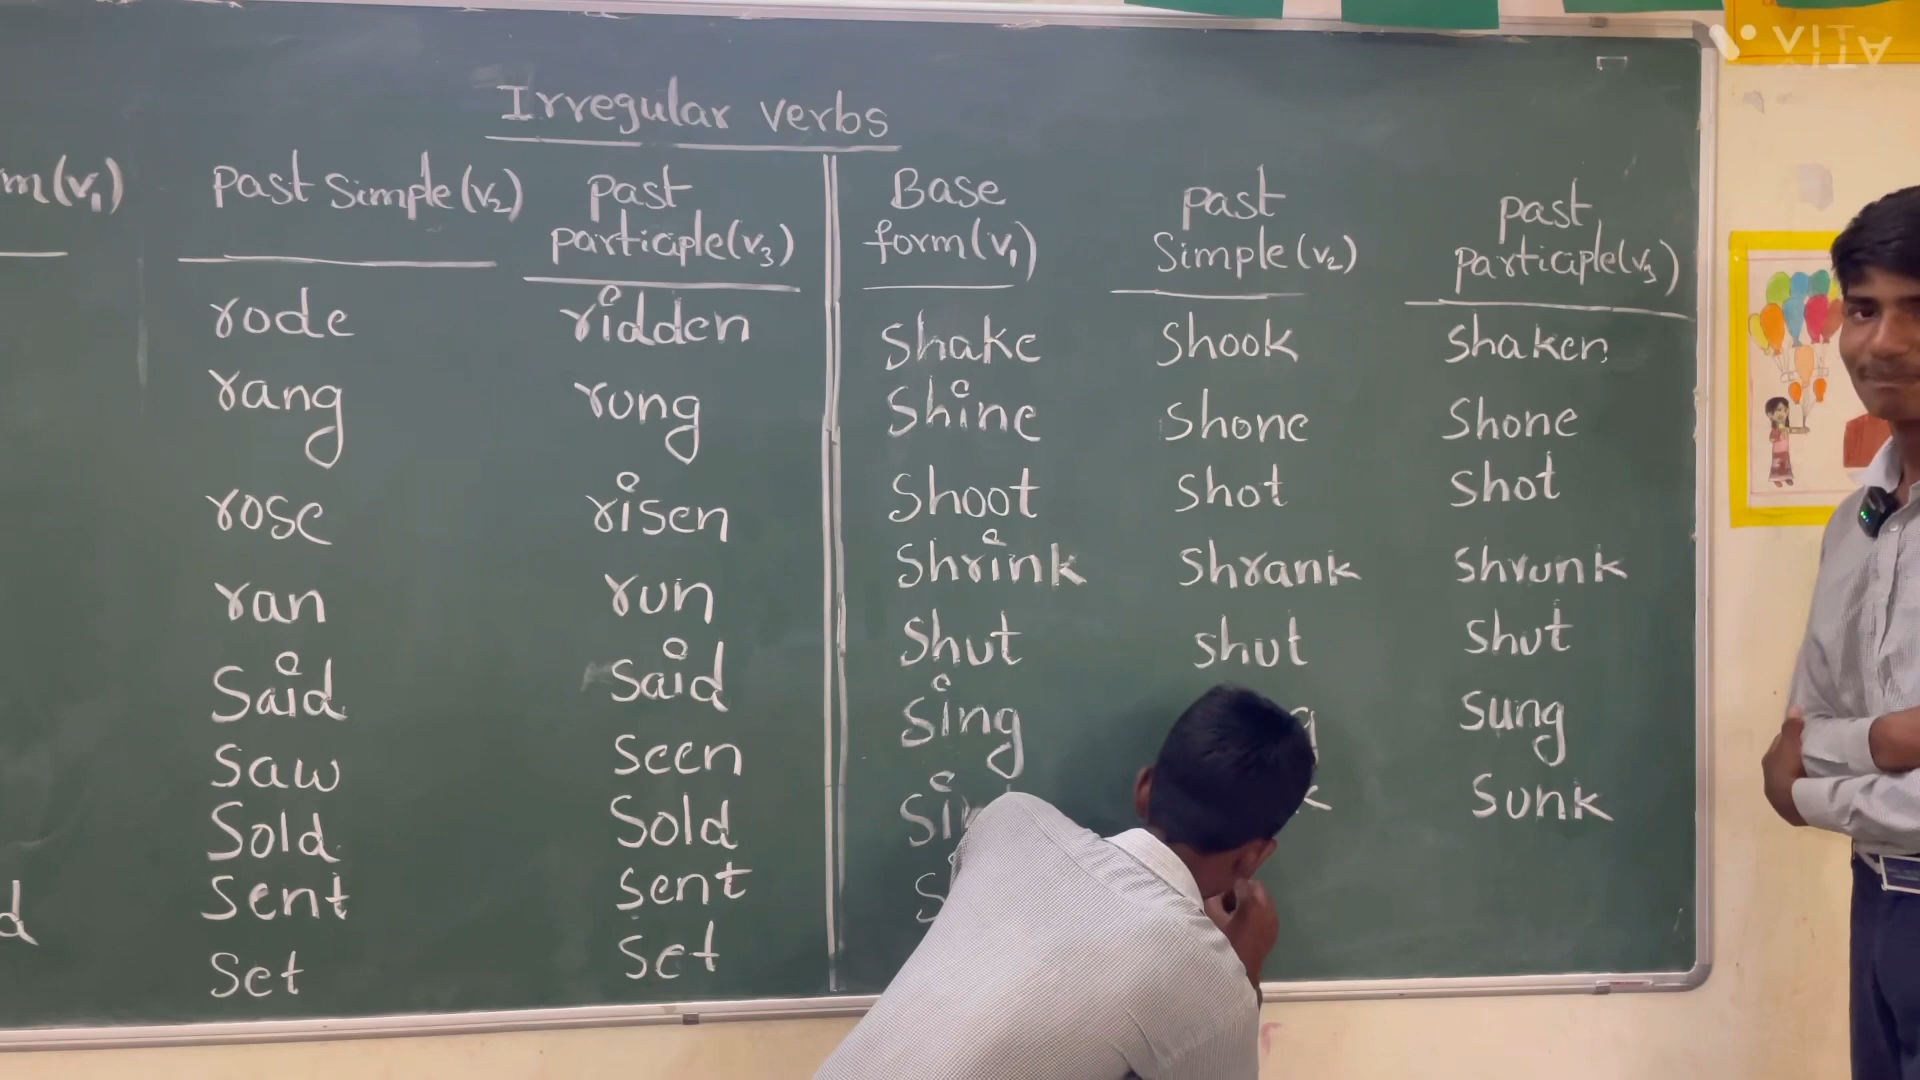 Irregular verbs
m(v1) past simple(v2) past participle(v3)
rode ridden
rang rung
rose risen
ran run
Said Said
Saw Seen
Sold Sold
Sent Sent
d
Set Set
Base form(v1) past Simple(v2) past participle(v3)
Shake Shook Shaken
Shine Shone Shone
Shoot Shot Shot
Shrink Shrank Shrunk
Shut Shut Shut
Sing Sung
Sunk
VITA